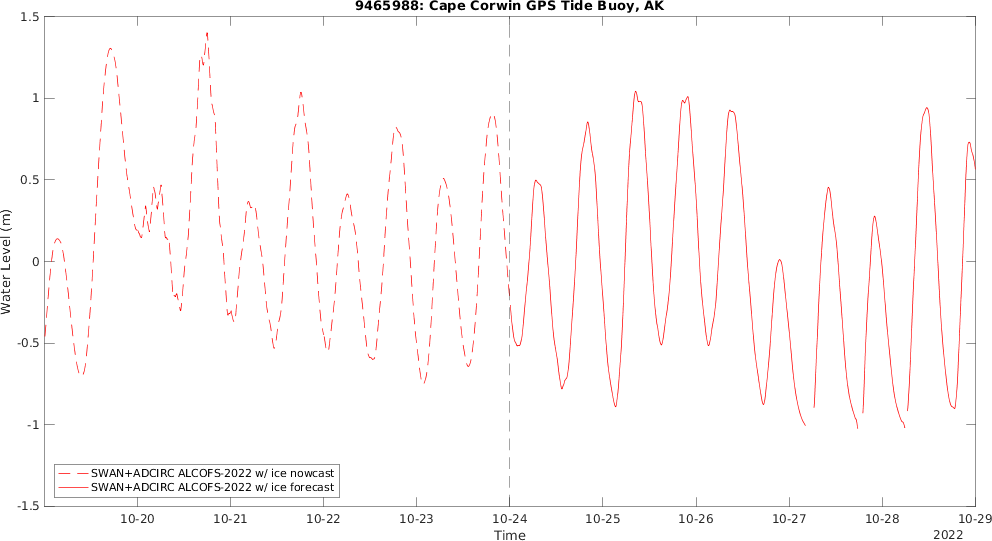 9465988: Cape Corwin GPS Tide Buoy, AK
1.5
1
0.5
0
-0.5
-1
-1.5
Water Level (m)
SWAN+ADCIRC ALCOFS-2022 w/ ice nowcast
SWAN+ADCIRC ALCOFS-2022 w/ ice forecast
10-20 10-21 10-22 10-23 10-24 10-25 10-26 10-27 10-28 10-29
Time
2022